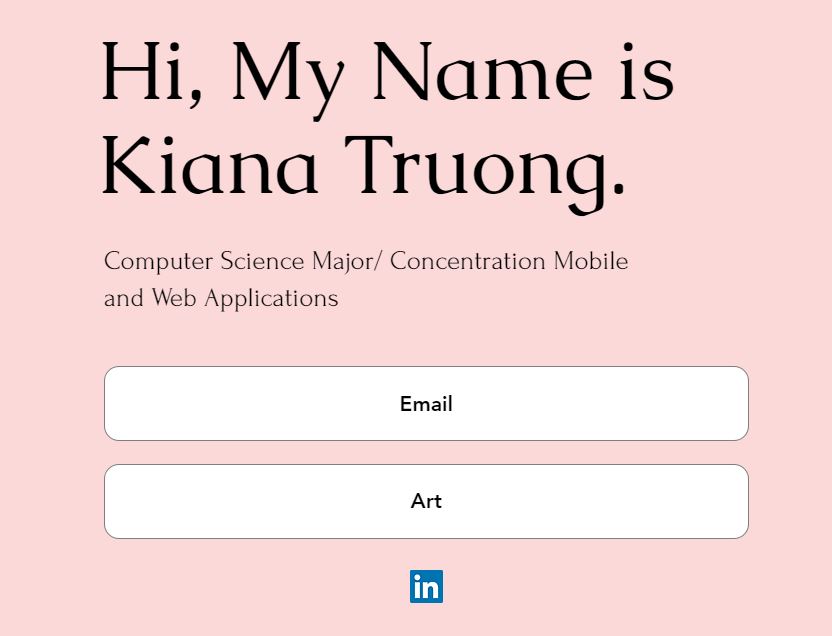 Hi, My Name is
Kiana Truong.
Computer Science Major/ Concentration Mobile
and Web Applications
Email
Art
in